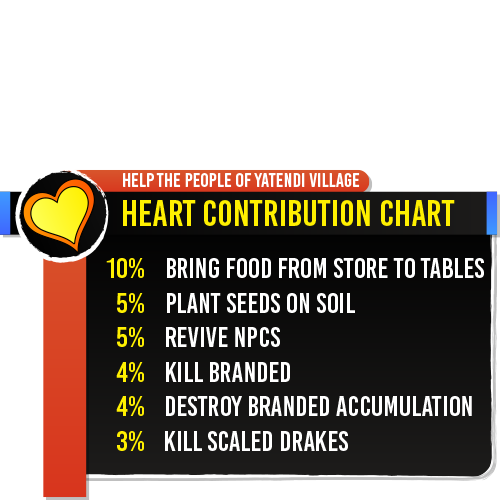 HELP THE PEOPLE OF YATENDI VILLAGE
HEART CONTRIBUTION CHART
10% BRING FOOD FROM STORE TO TABLES
5% PLANT SEEDS ON SOIL
5% REVIVE NPCS
4% KILL BRANDED
4% DESTROY BRANDED ACCUMULATION
3% KILL SCALED DRAKES